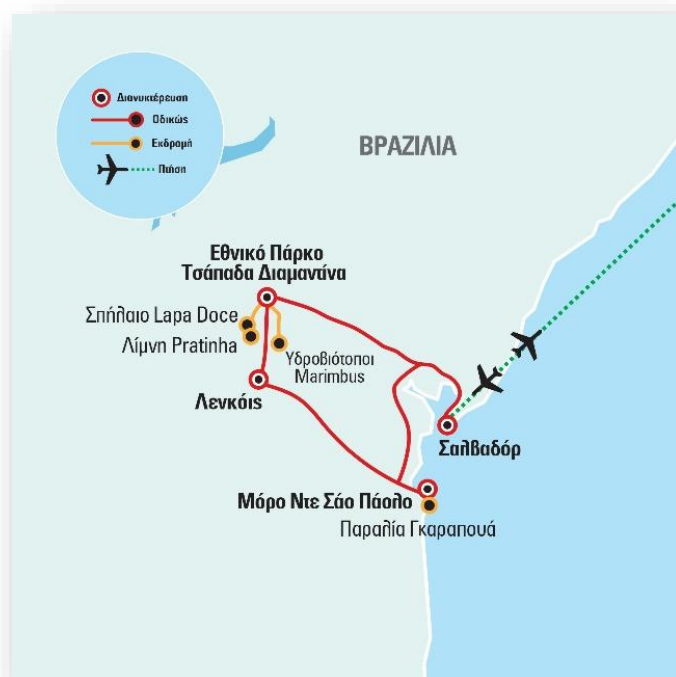 Διανυκτέρευση
Οδικώς
Εκδρομή
Πτήση
ΒΡΑΖΙΛΙΑ
Εθνικό Πάρκο
Τσάπαδα Διαμαντίνα
Σπήλαιο Lapa Doce
Λίμνη Pratinha
Υδροβιότοποι
Marimbus
Λενκόις
Σαλβαδόρ
Μόρο Ντε Σάο Πάολο
Παραλία Γκαραπουά